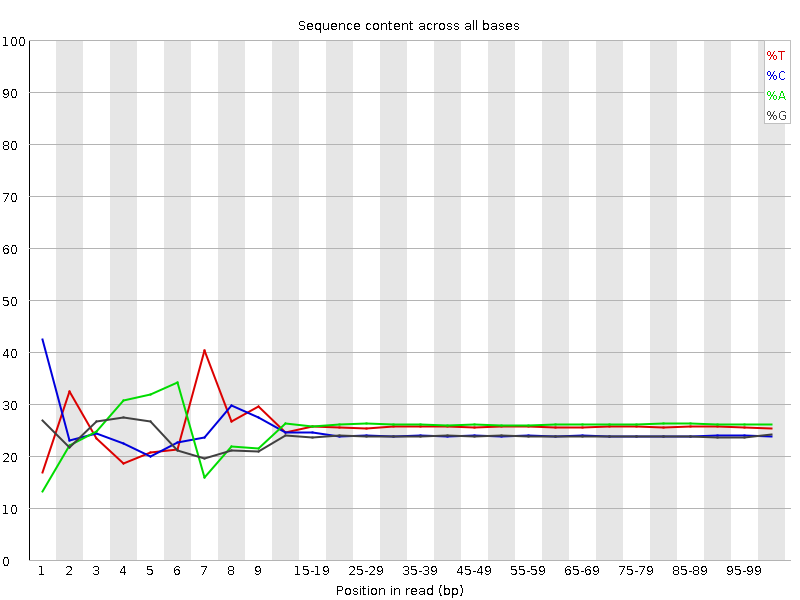 Sequence content across all bases
100
90
80
70
60
50
40
30
20
10
0
%T
%C
%A
%G
1 2 3 4 5 6 7 8 9 15-19 25-29 35-39 45-49 55-59 65-69 75-79 85-89 95-99
Position in read (bp)